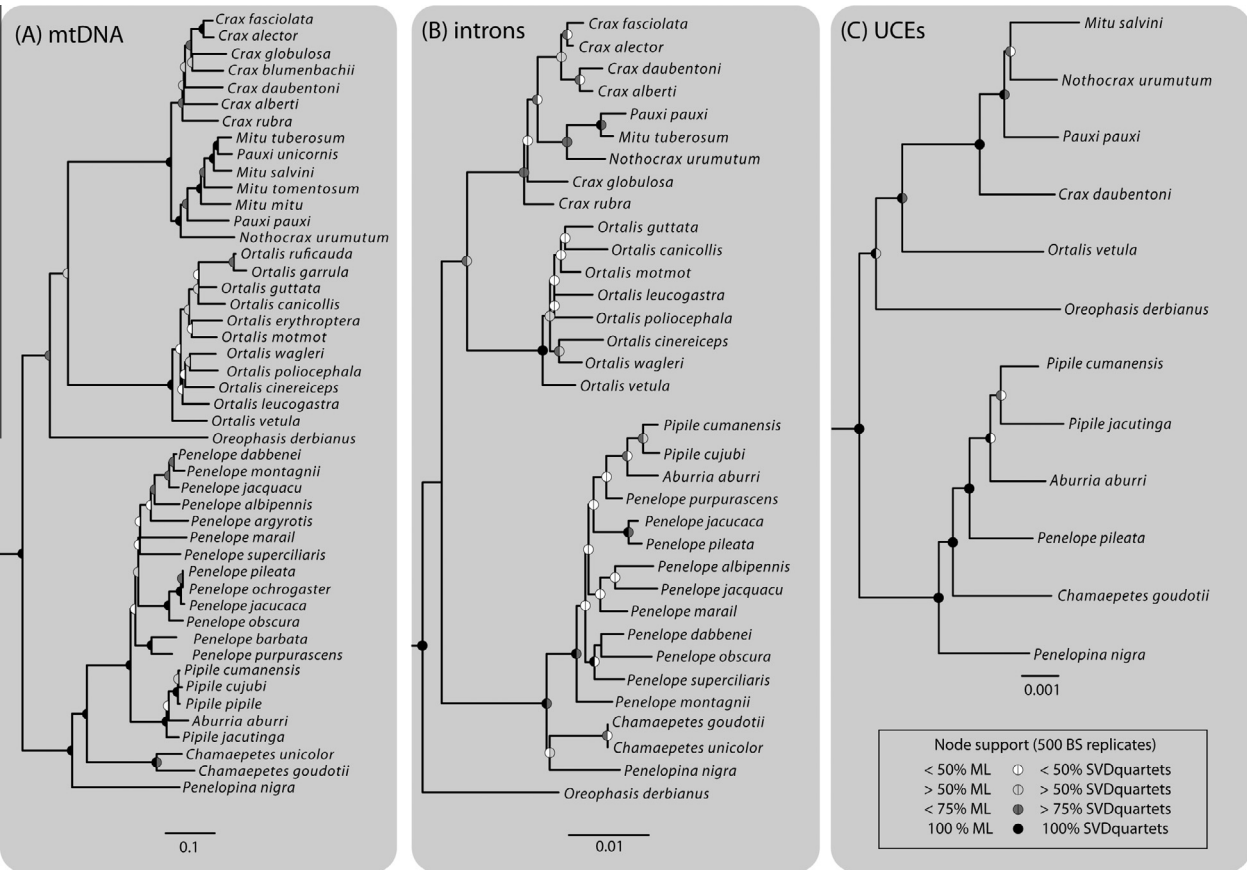 (A) mtDNA
Crax fasciolata
Crax alector
Crax globulosa
Crax blumenbachii
Crax daubentoni
Crax alberti
Crax rubra
Mitu tuberosum
Pauxi unicornis
Mitu salvini
Mitu tomentosum
Mitu mitu
Pauxi pauxi
Nothocrax urumutum
Ortalis ruficauda
Ortalis garrula
Ortalis guttata
Ortalis canicollis
Ortalis erythroptera
Ortalis motmot
Ortalis wagleri
Ortalis poliocephala
Ortalis cinereiceps
Ortalis leucogastra
Ortalis vetula
Oreophasis derbianus
Penelope dabbenei
Penelope montagnii
Penelope jacquacu
Penelope albipennis
Penelope argyrotis
Penelope marail
Penelope superciliaris
Penelope pileata
Penelope ochrogaster
Penelope jacucaca
Penelope obscura
Penelope barbata
Penelope purpurascens
Pipile cumanensis
Pipile cujubi
Pipile pipile
Aburria aburri
Pipile jacutinga
Chamaepetes unicolor
Chamaepetes goudotii
Penelopina nigra
0.1
(B) introns
Crax fasciolata
Crax alector
Crax daubentoni
Crax alberti
Pauxi pauxi
Mitu tuberosum
Nothocrax urumutum
Crax globulosa
Crax rubra
Ortalis guttata
Ortalis canicollis
Ortalis motmot
Ortalis leucogastra
Ortalis poliocephala
Ortalis cinereiceps
Ortalis wagleri
Ortalis vetula
Pipile cumanensis
Pipile cujubi
Aburria aburri
Penelope purpurascens
Penelope jacucaca
Penelope pileata
Penelope albipennis
Penelope jacquacu
Penelope marail
Penelope dabbenei
Penelope obscura
Penelope superciliaris
Penelope montagnii
Chamaepetes goudotii
Chamaepetes unicolor
Penelopina nigra
Oreophasis derbianus
0.01
(C) UCEs
Mitu salvini
Nothocrax urumutum
Pauxi pauxi
Crax daubentoni
Ortalis vetula
Oreophasis derbianus
Pipile cumanensis
Pipile jacutinga
Aburria aburri
Penelope pileata
Chamaepetes goudotii
Penelopina nigra
0.001
Node support (500 BS replicates)
< 50% ML < 50% SVDquartets
> 50% ML > 50% SVDquartets
< 75% ML > 75% SVDquartets
100 % ML 100% SVDquartets